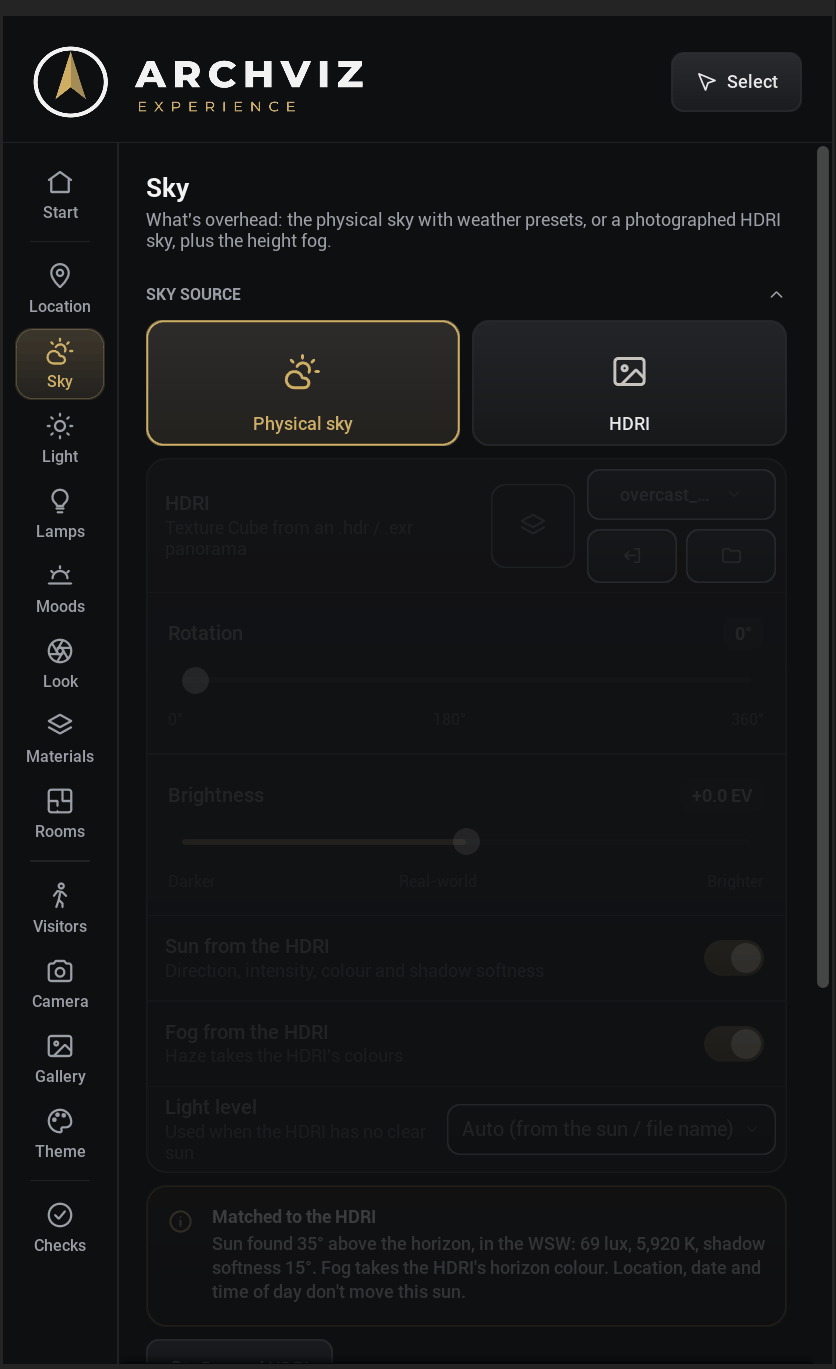 ARCHVIZ
EXPERIENCE
Select
Start
Location
Sky
Light
Lamps
Moods
Look
Materials
Rooms
Visitors
Camera
Gallery
Theme
Checks
Sky
What's overhead: the physical sky with weather presets, or a photographed HDRI
sky, plus the height fog.
SKY SOURCE
Physical sky
HDRI
HDRI
Texture Cube from an .hdr / .exr
panorama
overcast_...
Rotation
0°
0°
180°
360°
Brightness
+0.0 EV
Darker
Real-world
Brighter
Sun from the HDRI
Direction, intensity, colour and shadow softness
Fog from the HDRI
Haze takes the HDRI's colours
Light level
Used when the HDRI has no clear
sun
Auto (from the sun / file name)
Matched to the HDRI
Sun found 35° above the horizon, in the WSW: 69 lux, 5,920 K, shadow
softness 15°. Fog takes the HDRI's horizon colour. Location, date and
time of day don't move this sun.